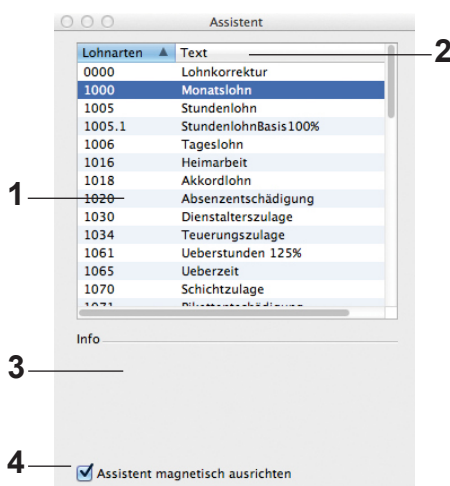 Assistent
Lohnarten Text
0000 Lohnkorrektur
1000 Monatslohn
1005 Stundenlohn
1005.1 StundenlohnBasis100%
1006 Tageslohn
1016 Heimarbeit
1018 Akkordlohn
1020 Absenzentschädigung
1030 Dienstalterszulage
1034 Teuerungszulage
1061 Ueberstunden 125%
1065 Ueberzeit
1070 Schichtzulage
1071 Pikettentschädigung
Info
Assistent magnetisch ausrichten
1
2
3
4